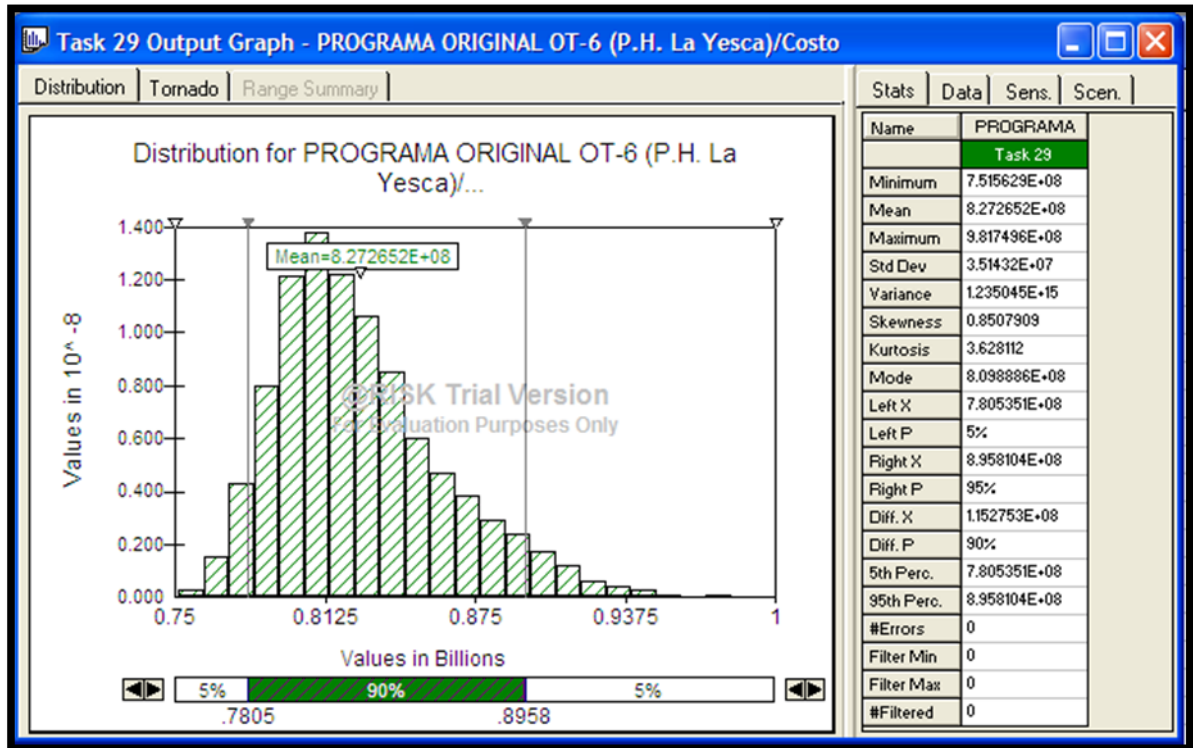 Task 29 Output Graph - PROGRAMA ORIGINAL OT-6 (P.H. La Yesca)/Costo
Distribution Tornado Range Summary
Distribution for PROGRAMA ORIGINAL OT-6 (P.H. La
Yesca)/...
Values in 10^ -8
1.400
1.200
1.000
0.800
0.600
0.400
0.200
0.000
Mean=8.272652E+08
@RISK Trial Version
For Evaluation Purposes Only
0.75 0.8125 0.875 0.9375 1
Values in Billions
5% 90% 5%
.7805 .8958
Stats Data Sens. Scen.
Name PROGRAMA
Task 29
Minimum 7.515629E+08
Mean 8.272652E+08
Maximum 9.817496E+08
Std Dev 3.51432E+07
Variance 1.235045E+15
Skewness 0.8507909
Kurtosis 3.628112
Mode 8.098886E+08
Left X 7.805351E+08
Left P 5%
Right X 8.958104E+08
Right P 95%
Diff. X 1.152753E+08
Diff. P 90%
5th Perc. 7.805351E+08
95th Perc. 8.958104E+08
#Errors 0
Filter Min 0
Filter Max 0
#Filtered 0